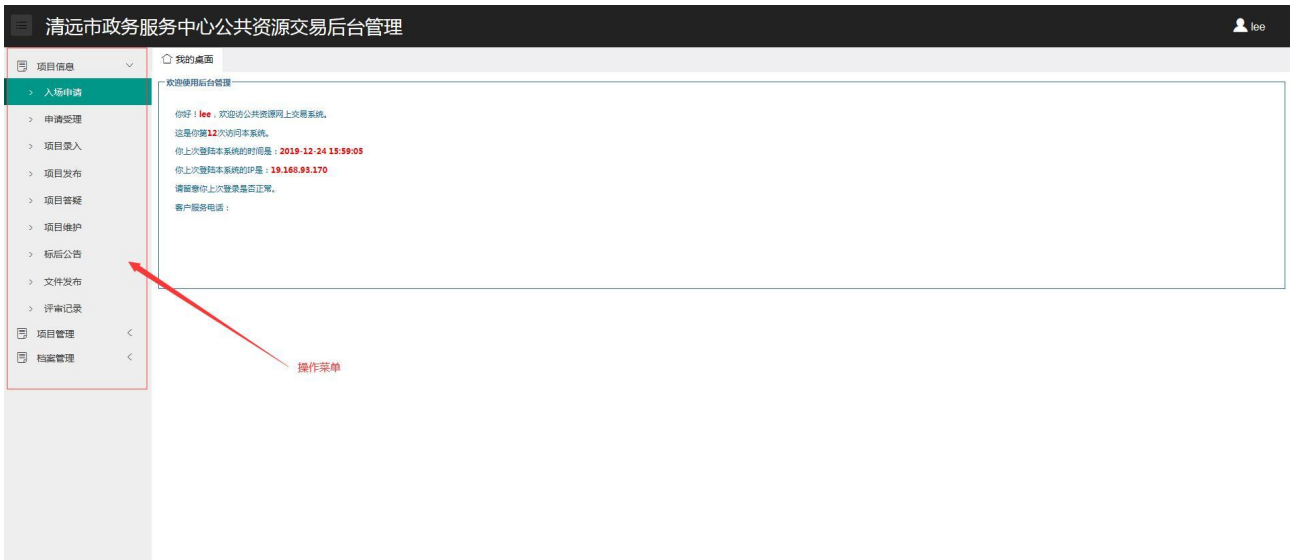 清远市政务服务中心公共资源交易后台管理
lee
项目信息
我的桌面
入场申请
申请受理
项目录入
项目发布
项目答疑
项目维护
标后公告
文件发布
评审记录
项目管理
档案管理
欢迎使用后台管理
你好！lee，欢迎访公共资源网上交易系统。
这是你第12次访问本系统。
你上次登陆本系统的时间是：2019-12-24 15:59:05
你上次登陆本系统的IP是：19.168.93.170
请留意你上次登录是否正常。
客户服务电话：
操作菜单